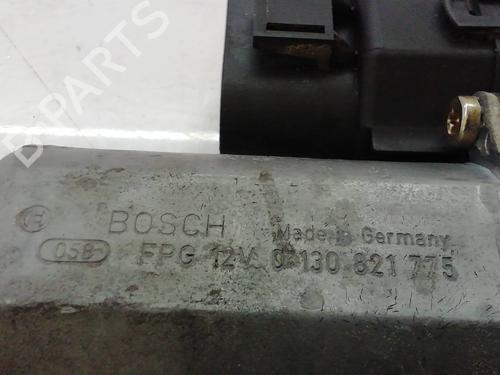 B-PARTS
BOSCH Made in Germany
058 FPG 12V 0 130 821 775